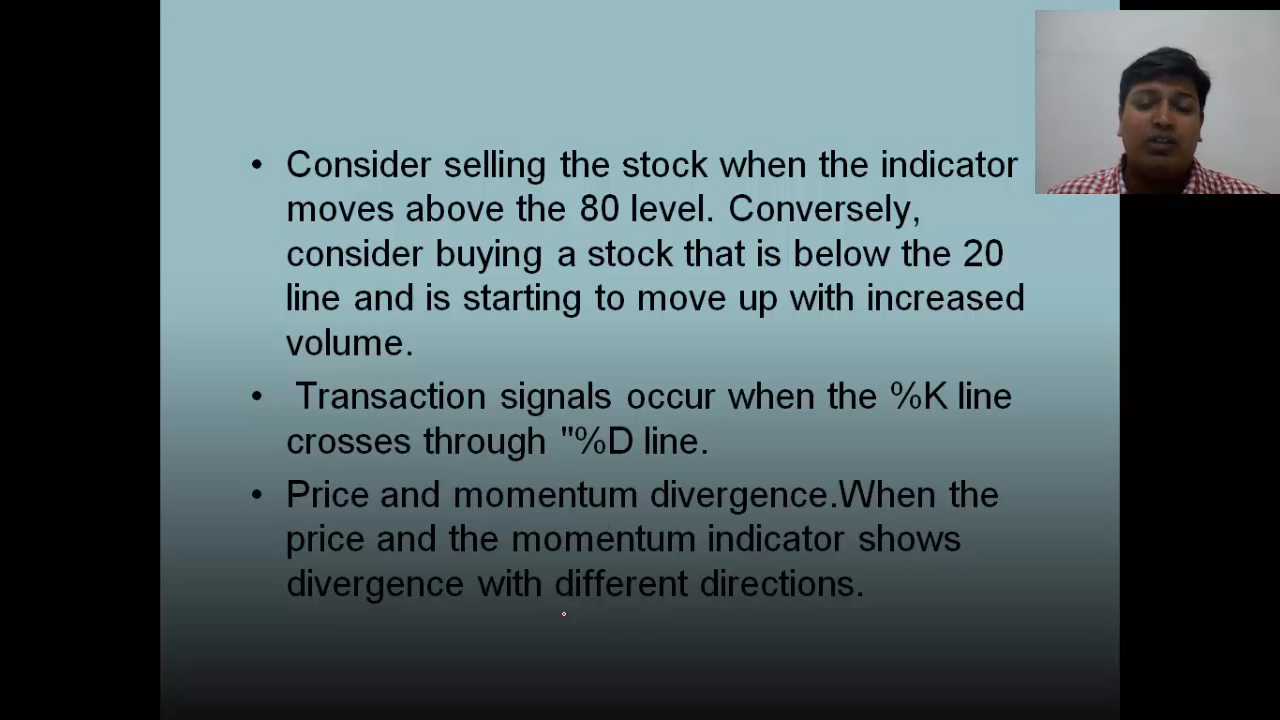 • Consider selling the stock when the indicator
moves above the 80 level. Conversely,
consider buying a stock that is below the 20
line and is starting to move up with increased
volume.
• Transaction signals occur when the %K line
crosses through "%D line.
• Price and momentum divergence.When the
price and the momentum indicator shows
divergence with different directions.